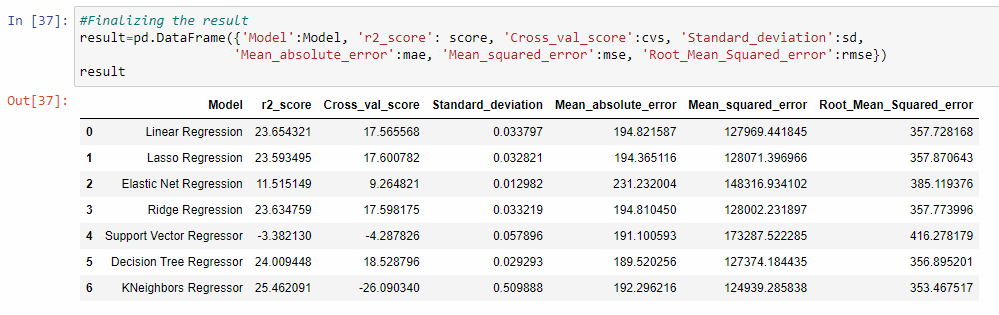 In [37]: #Finalizing the result
result=pd.DataFrame({'Model':Model, 'r2_score': score, 'Cross_val_score':cvs, 'Standard_deviation':sd,
'Mean_absolute_error':mae, 'Mean_squared_error':mse, 'Root_Mean_Squared_error':rmse})
result
Out[37]:
Model r2_score Cross_val_score Standard_deviation Mean_absolute_error Mean_squared_error Root_Mean_Squared_error
0 Linear Regression 23.654321 17.565568 0.033797 194.821587 127969.441845 357.728168
1 Lasso Regression 23.593495 17.600782 0.032821 194.365116 128071.396966 357.870643
2 Elastic Net Regression 11.515149 9.264821 0.012982 231.232004 148316.934102 385.119376
3 Ridge Regression 23.634759 17.598175 0.033219 194.810450 128002.231897 357.773996
4 Support Vector Regressor -3.382130 -4.287826 0.057896 191.100593 173287.522285 416.278179
5 Decision Tree Regressor 24.009448 18.528796 0.029293 189.520256 127374.184435 356.895201
6 KNeighbors Regressor 25.462091 -26.090340 0.509888 192.296216 124939.285838 353.467517